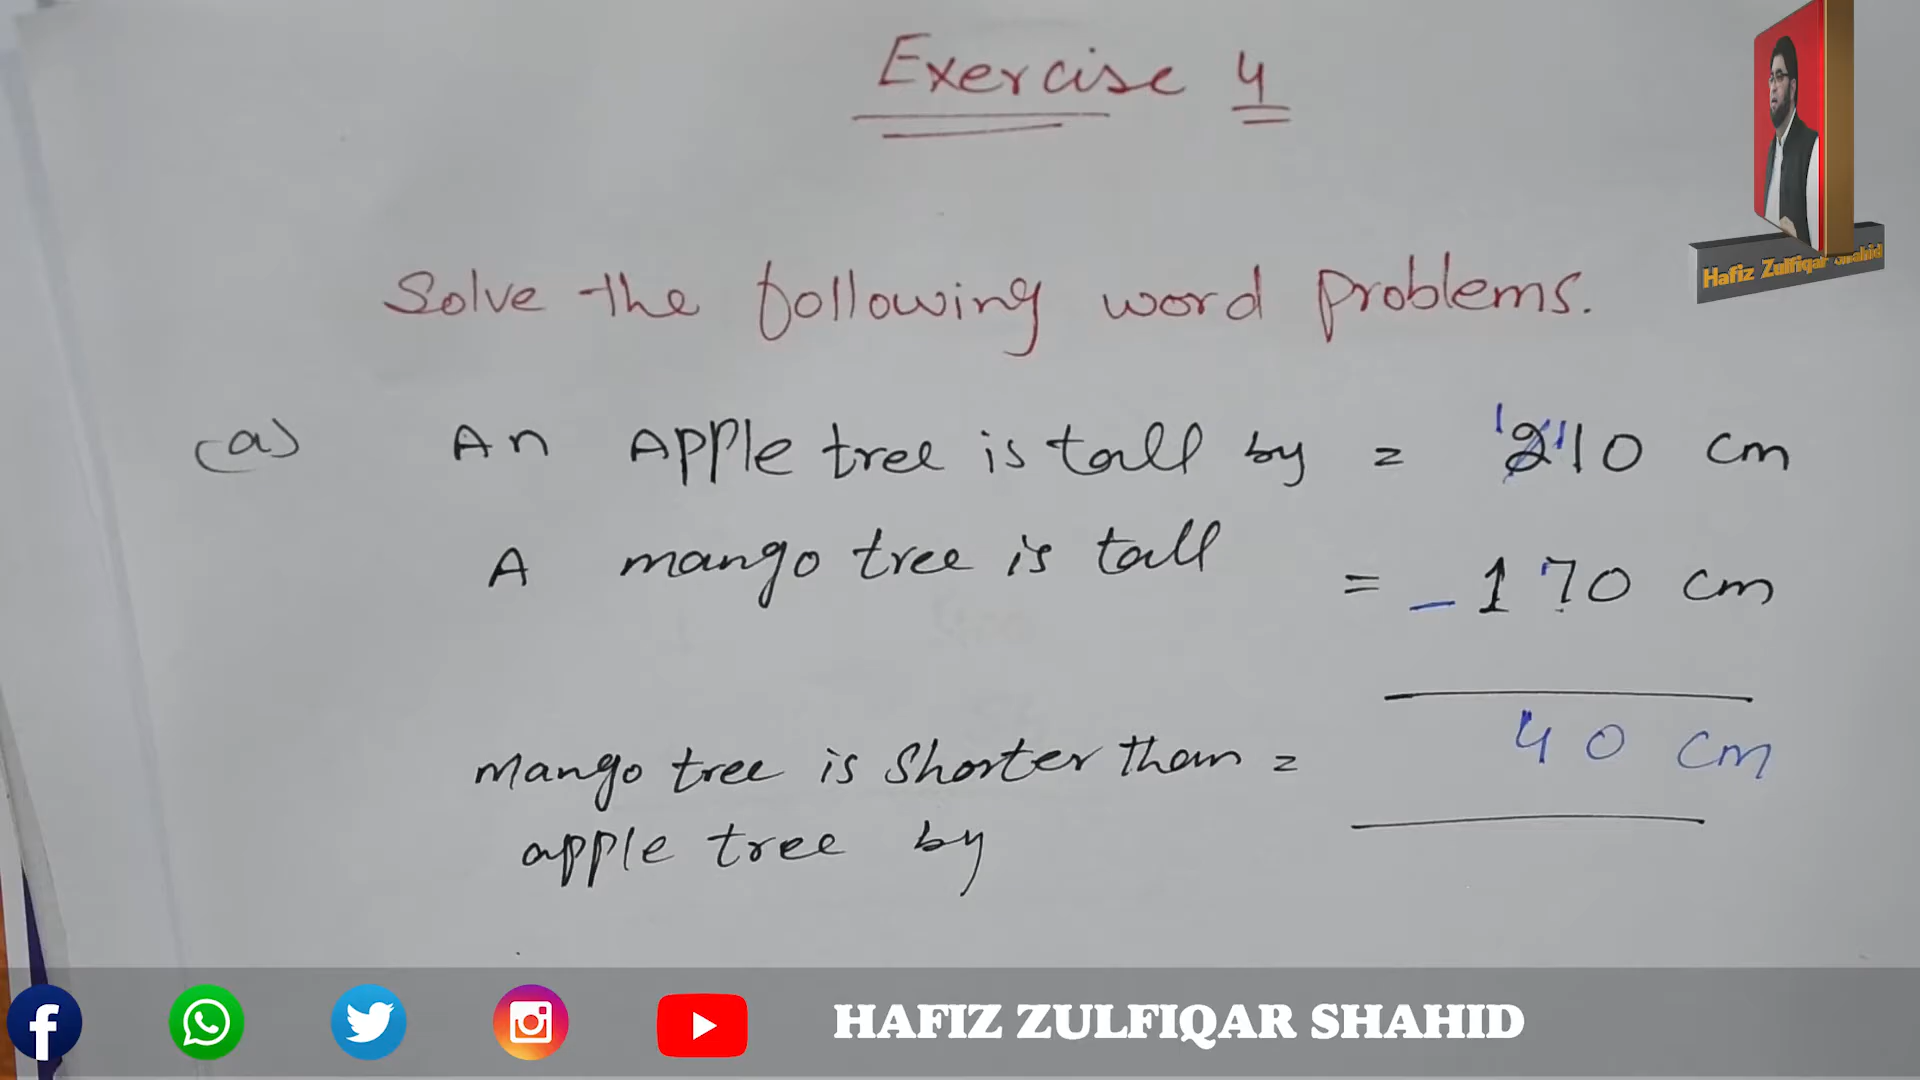 Exercise 4
Hafiz Zulfiqar Shahid
Solve the following word problems.
(a) An Apple tree is tall by = 210 cm
A mango tree is tall = - 170 cm
Mango tree is shorter than = 40 cm
apple tree by
HAFIZ ZULFIQAR SHAHID